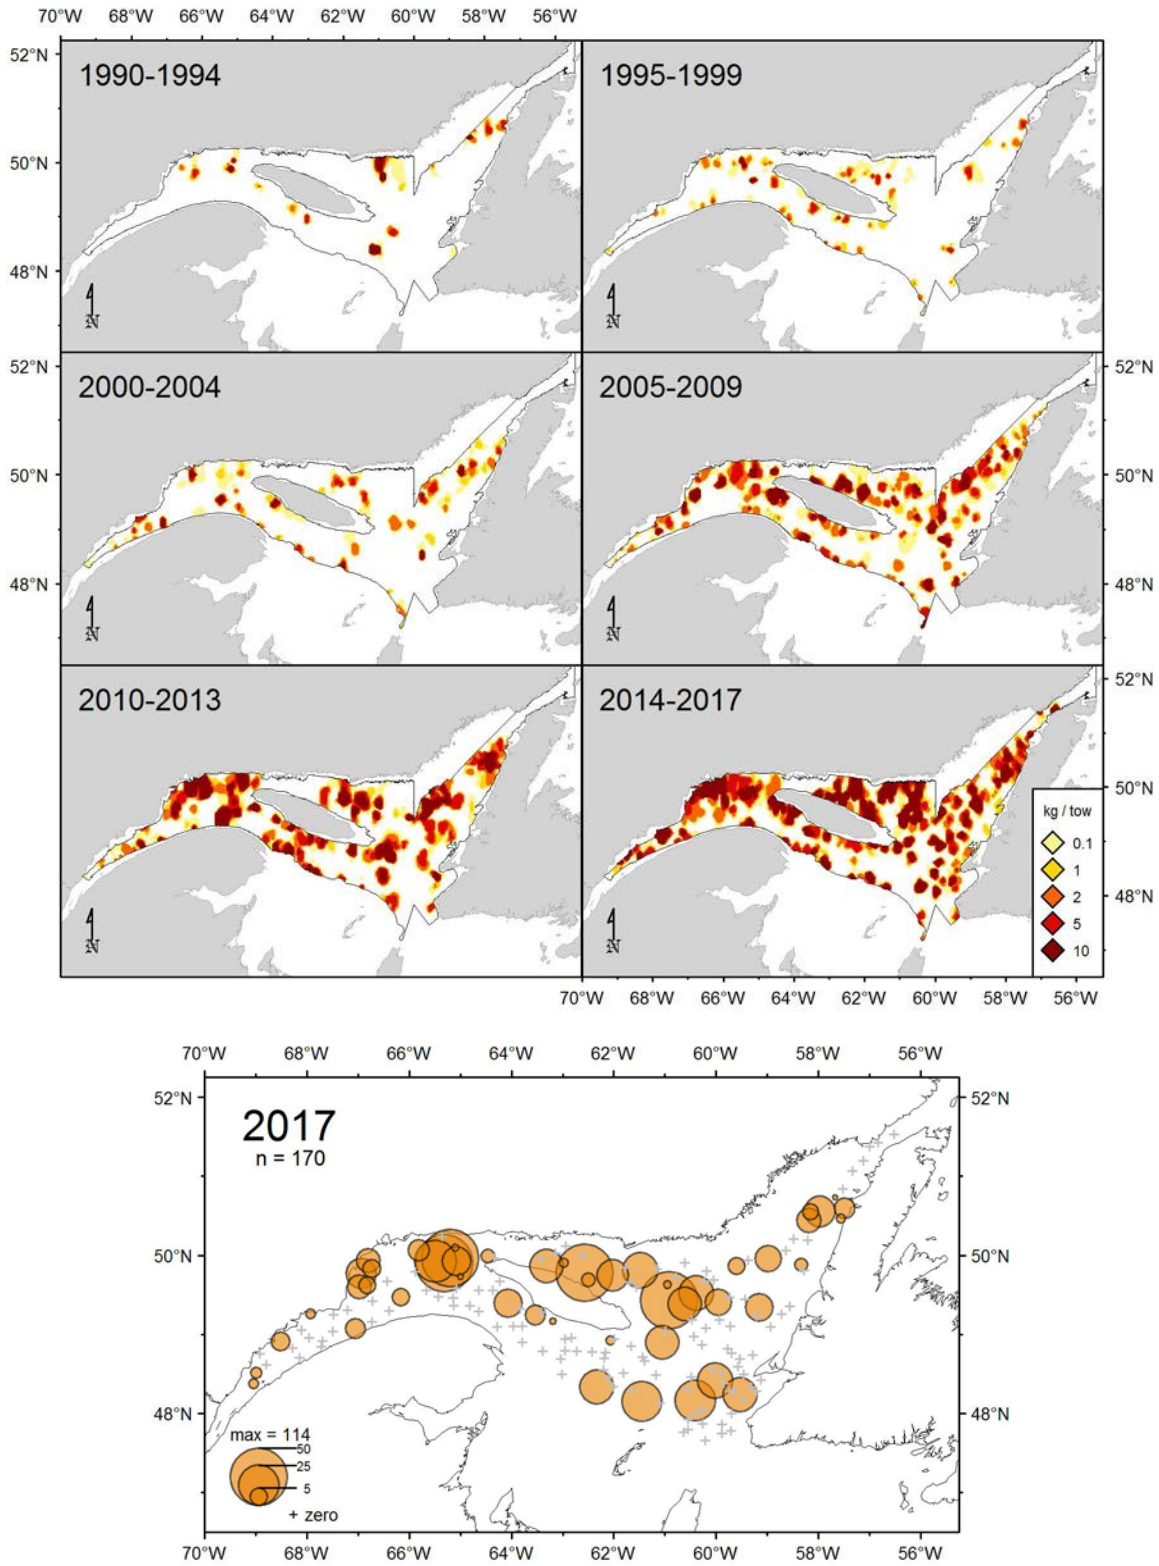 70°W 68°W 66°W 64°W 62°W 60°W 58°W 56°W
52°N
1990-1994
1995-1999
50°N
48°N
N
N
52°N
52°N
2000-2004
2005-2009
50°N
50°N
48°N
48°N
N
N
52°N
2010-2013
2014-2017
50°N
kg / tow
0.1
1
2
5
10
48°N
N
N
70°W 68°W 66°W 64°W 62°W 60°W 58°W 56°W
70°W 68°W 66°W 64°W 62°W 60°W 58°W 56°W
52°N
52°N
2017
n = 170
50°N
50°N
48°N
48°N
max = 114
50
25
5
+ zero
70°W 68°W 66°W 64°W 62°W 60°W 58°W 56°W